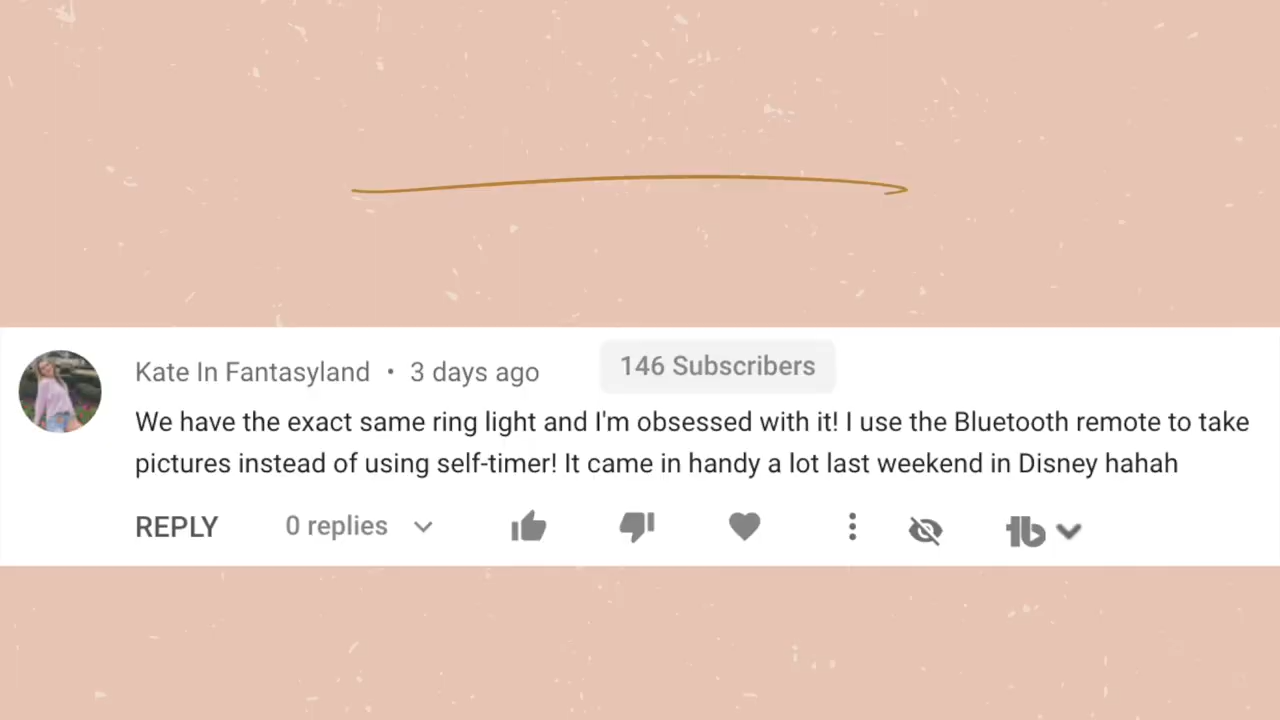 Kate In Fantasyland • 3 days ago 146 Subscribers
We have the exact same ring light and I'm obsessed with it! I use the Bluetooth remote to take
pictures instead of using self-timer! It came in handy a lot last weekend in Disney hahah
REPLY 0 replies tb